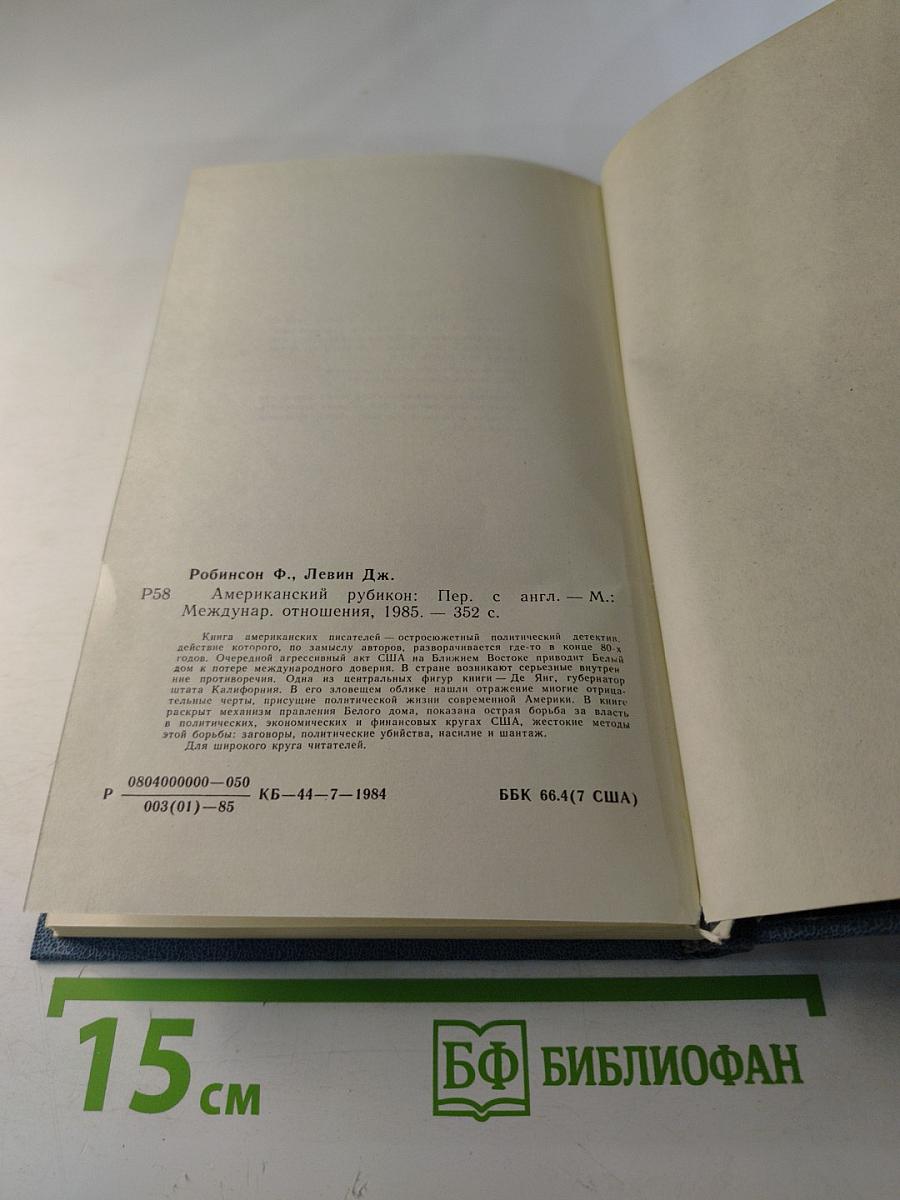 Робинсон Ф., Левин Дж.
Р58 Американский рубикон: Пер. с англ. — М.:
Междунар. отношения, 1985. — 352 с.
Книга американских писателей — остросюжетный политический детектив,
действие которого, по замыслу авторов, разворачивается где-то в конце 80-х
годов. Очередной агрессивный акт США на Ближнем Востоке приводит Белый
дом к потере международного доверия. В стране возникают серьезные внутрен
ние противоречия. Одна из центральных фигур книги — Де Янг, губернатор
штата Калифорния. В его зловещем облике нашли отражение многие отрица-
тельные черты, присущие политической жизни современной Америки. В книге
раскрыт механизм правления Белого дома, показана острая борьба за власть
в политических, экономических и финансовых кругах США, жестокие методы
этой борьбы: заговоры, политические убийства, насилие и шантаж.
Для широкого круга читателей.
Р 0804000000—050 КБ—44—7—1984 ББК 66.4(7 США)
003(01)—85
15 см БФ БИБЛИОФАН